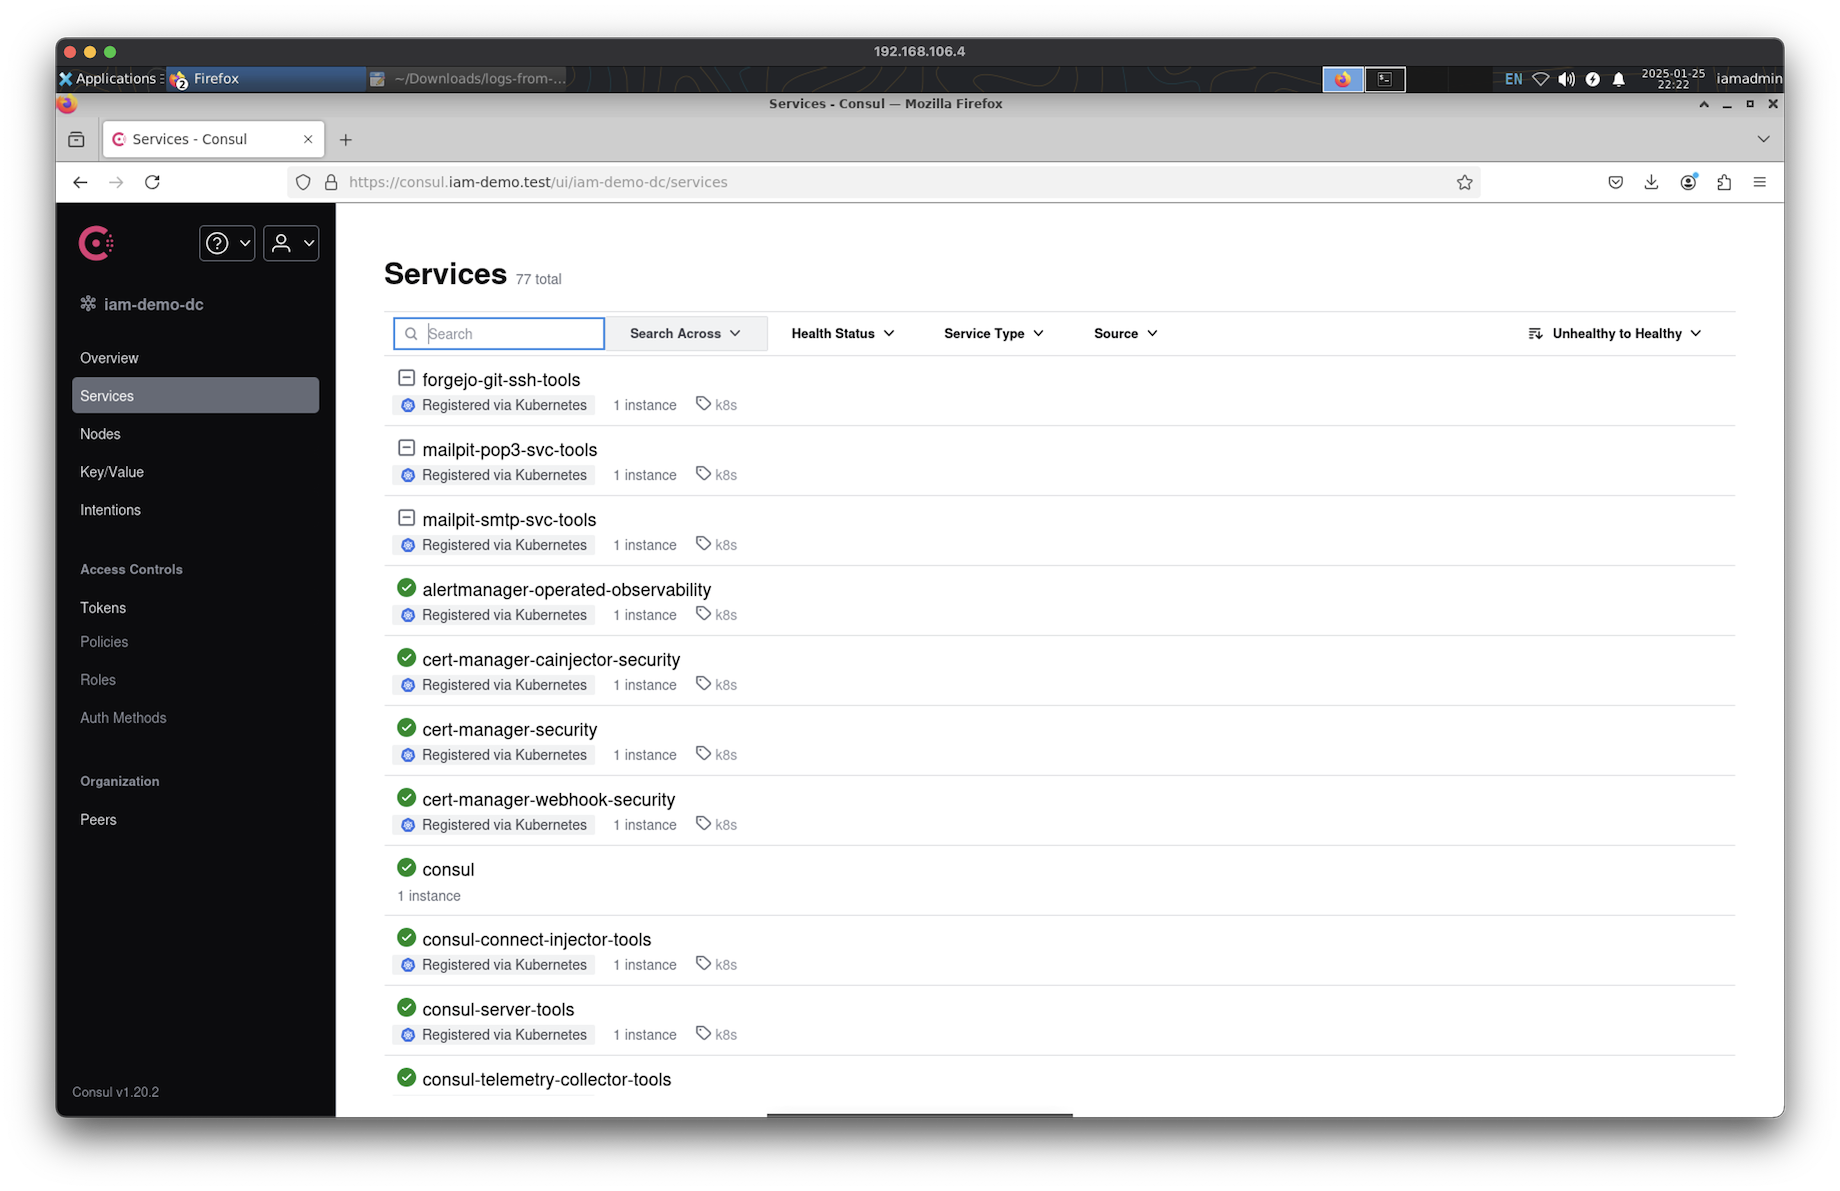 192.168.106.4
Applications
2 Firefox
~/Downloads/logs-from-...
EN
2025-01-25
22:22
iamadmin
Services - Consul — Mozilla Firefox
Services - Consul
https://consul.iam-demo.test/ui/iam-demo-dc/services
iam-demo-dc
Overview
Services
Nodes
Key/Value
Intentions
Access Controls
Tokens
Policies
Roles
Auth Methods
Organization
Peers
Consul v1.20.2
Services 77 total
Search
Search Across
Health Status
Service Type
Source
Unhealthy to Healthy
forgejo-git-ssh-tools
Registered via Kubernetes 1 instance k8s
mailpit-pop3-svc-tools
Registered via Kubernetes 1 instance k8s
mailpit-smtp-svc-tools
Registered via Kubernetes 1 instance k8s
alertmanager-operated-observability
Registered via Kubernetes 1 instance k8s
cert-manager-cainjector-security
Registered via Kubernetes 1 instance k8s
cert-manager-security
Registered via Kubernetes 1 instance k8s
cert-manager-webhook-security
Registered via Kubernetes 1 instance k8s
consul
1 instance
consul-connect-injector-tools
Registered via Kubernetes 1 instance k8s
consul-server-tools
Registered via Kubernetes 1 instance k8s
consul-telemetry-collector-tools